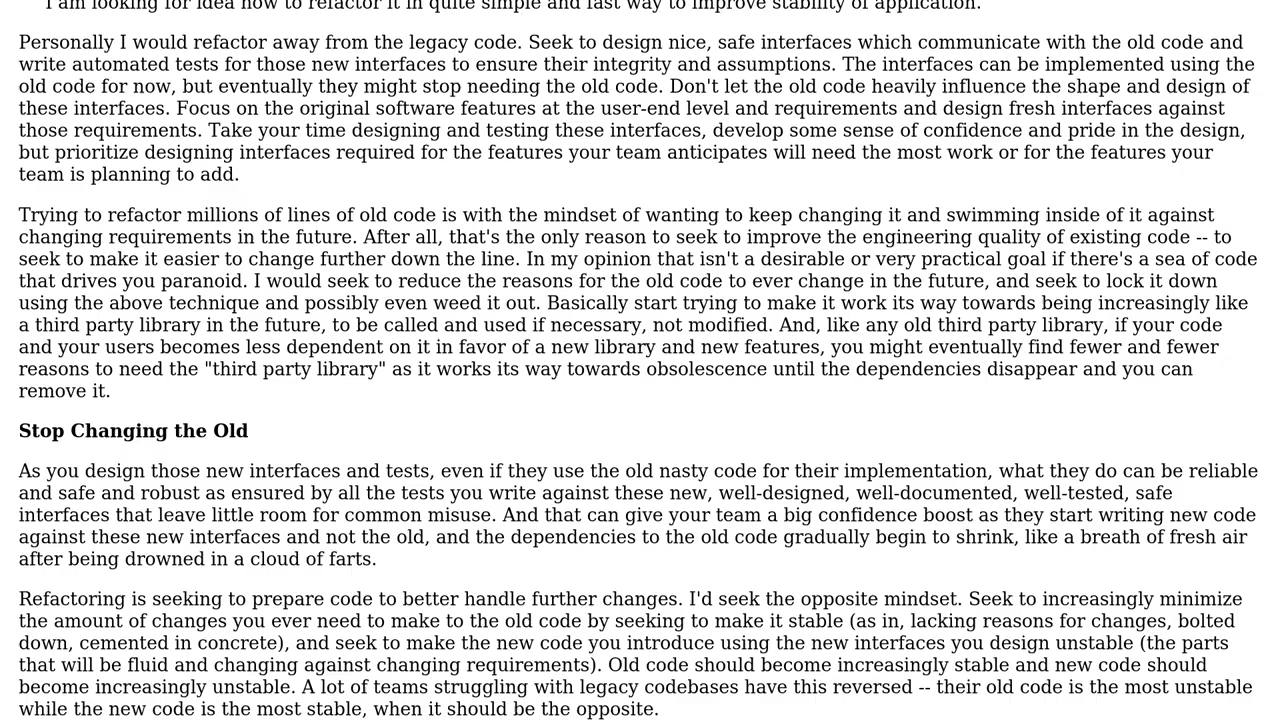 I am looking for idea how to refactor it in quite simple and fast way to improve stability of application.
Personally I would refactor away from the legacy code. Seek to design nice, safe interfaces which communicate with the old code and
write automated tests for those new interfaces to ensure their integrity and assumptions. The interfaces can be implemented using the
old code for now, but eventually they might stop needing the old code. Don't let the old code heavily influence the shape and design of
these interfaces. Focus on the original software features at the user-end level and requirements and design fresh interfaces against
those requirements. Take your time designing and testing these interfaces, develop some sense of confidence and pride in the design,
but prioritize designing interfaces required for the features your team anticipates will need the most work or for the features your
team is planning to add.
Trying to refactor millions of lines of old code is with the mindset of wanting to keep changing it and swimming inside of it against
changing requirements in the future. After all, that's the only reason to seek to improve the engineering quality of existing code -- to
seek to make it easier to change further down the line. In my opinion that isn't a desirable or very practical goal if there's a sea of code
that drives you paranoid. I would seek to reduce the reasons for the old code to ever change in the future, and seek to lock it down
using the above technique and possibly even weed it out. Basically start trying to make it work its way towards being increasingly like
a third party library in the future, to be called and used if necessary, not modified. And, like any old third party library, if your code
and your users becomes less dependent on it in favor of a new library and new features, you might eventually find fewer and fewer
reasons to need the "third party library" as it works its way towards obsolescence until the dependencies disappear and you can
remove it.
Stop Changing the Old
As you design those new interfaces and tests, even if they use the old nasty code for their implementation, what they do can be reliable
and safe and robust as ensured by all the tests you write against these new, well-designed, well-documented, well-tested, safe
interfaces that leave little room for common misuse. And that can give your team a big confidence boost as they start writing new code
against these new interfaces and not the old, and the dependencies to the old code gradually begin to shrink, like a breath of fresh air
after being drowned in a cloud of farts.
Refactoring is seeking to prepare code to better handle further changes. I'd seek the opposite mindset. Seek to increasingly minimize
the amount of changes you ever need to make to the old code by seeking to make it stable (as in, lacking reasons for changes, bolted
down, cemented in concrete), and seek to make the new code you introduce using the new interfaces you design unstable (the parts
that will be fluid and changing against changing requirements). Old code should become increasingly stable and new code should
become increasingly unstable. A lot of teams struggling with legacy codebases have this reversed -- their old code is the most unstable
while the new code is the most stable, when it should be the opposite.